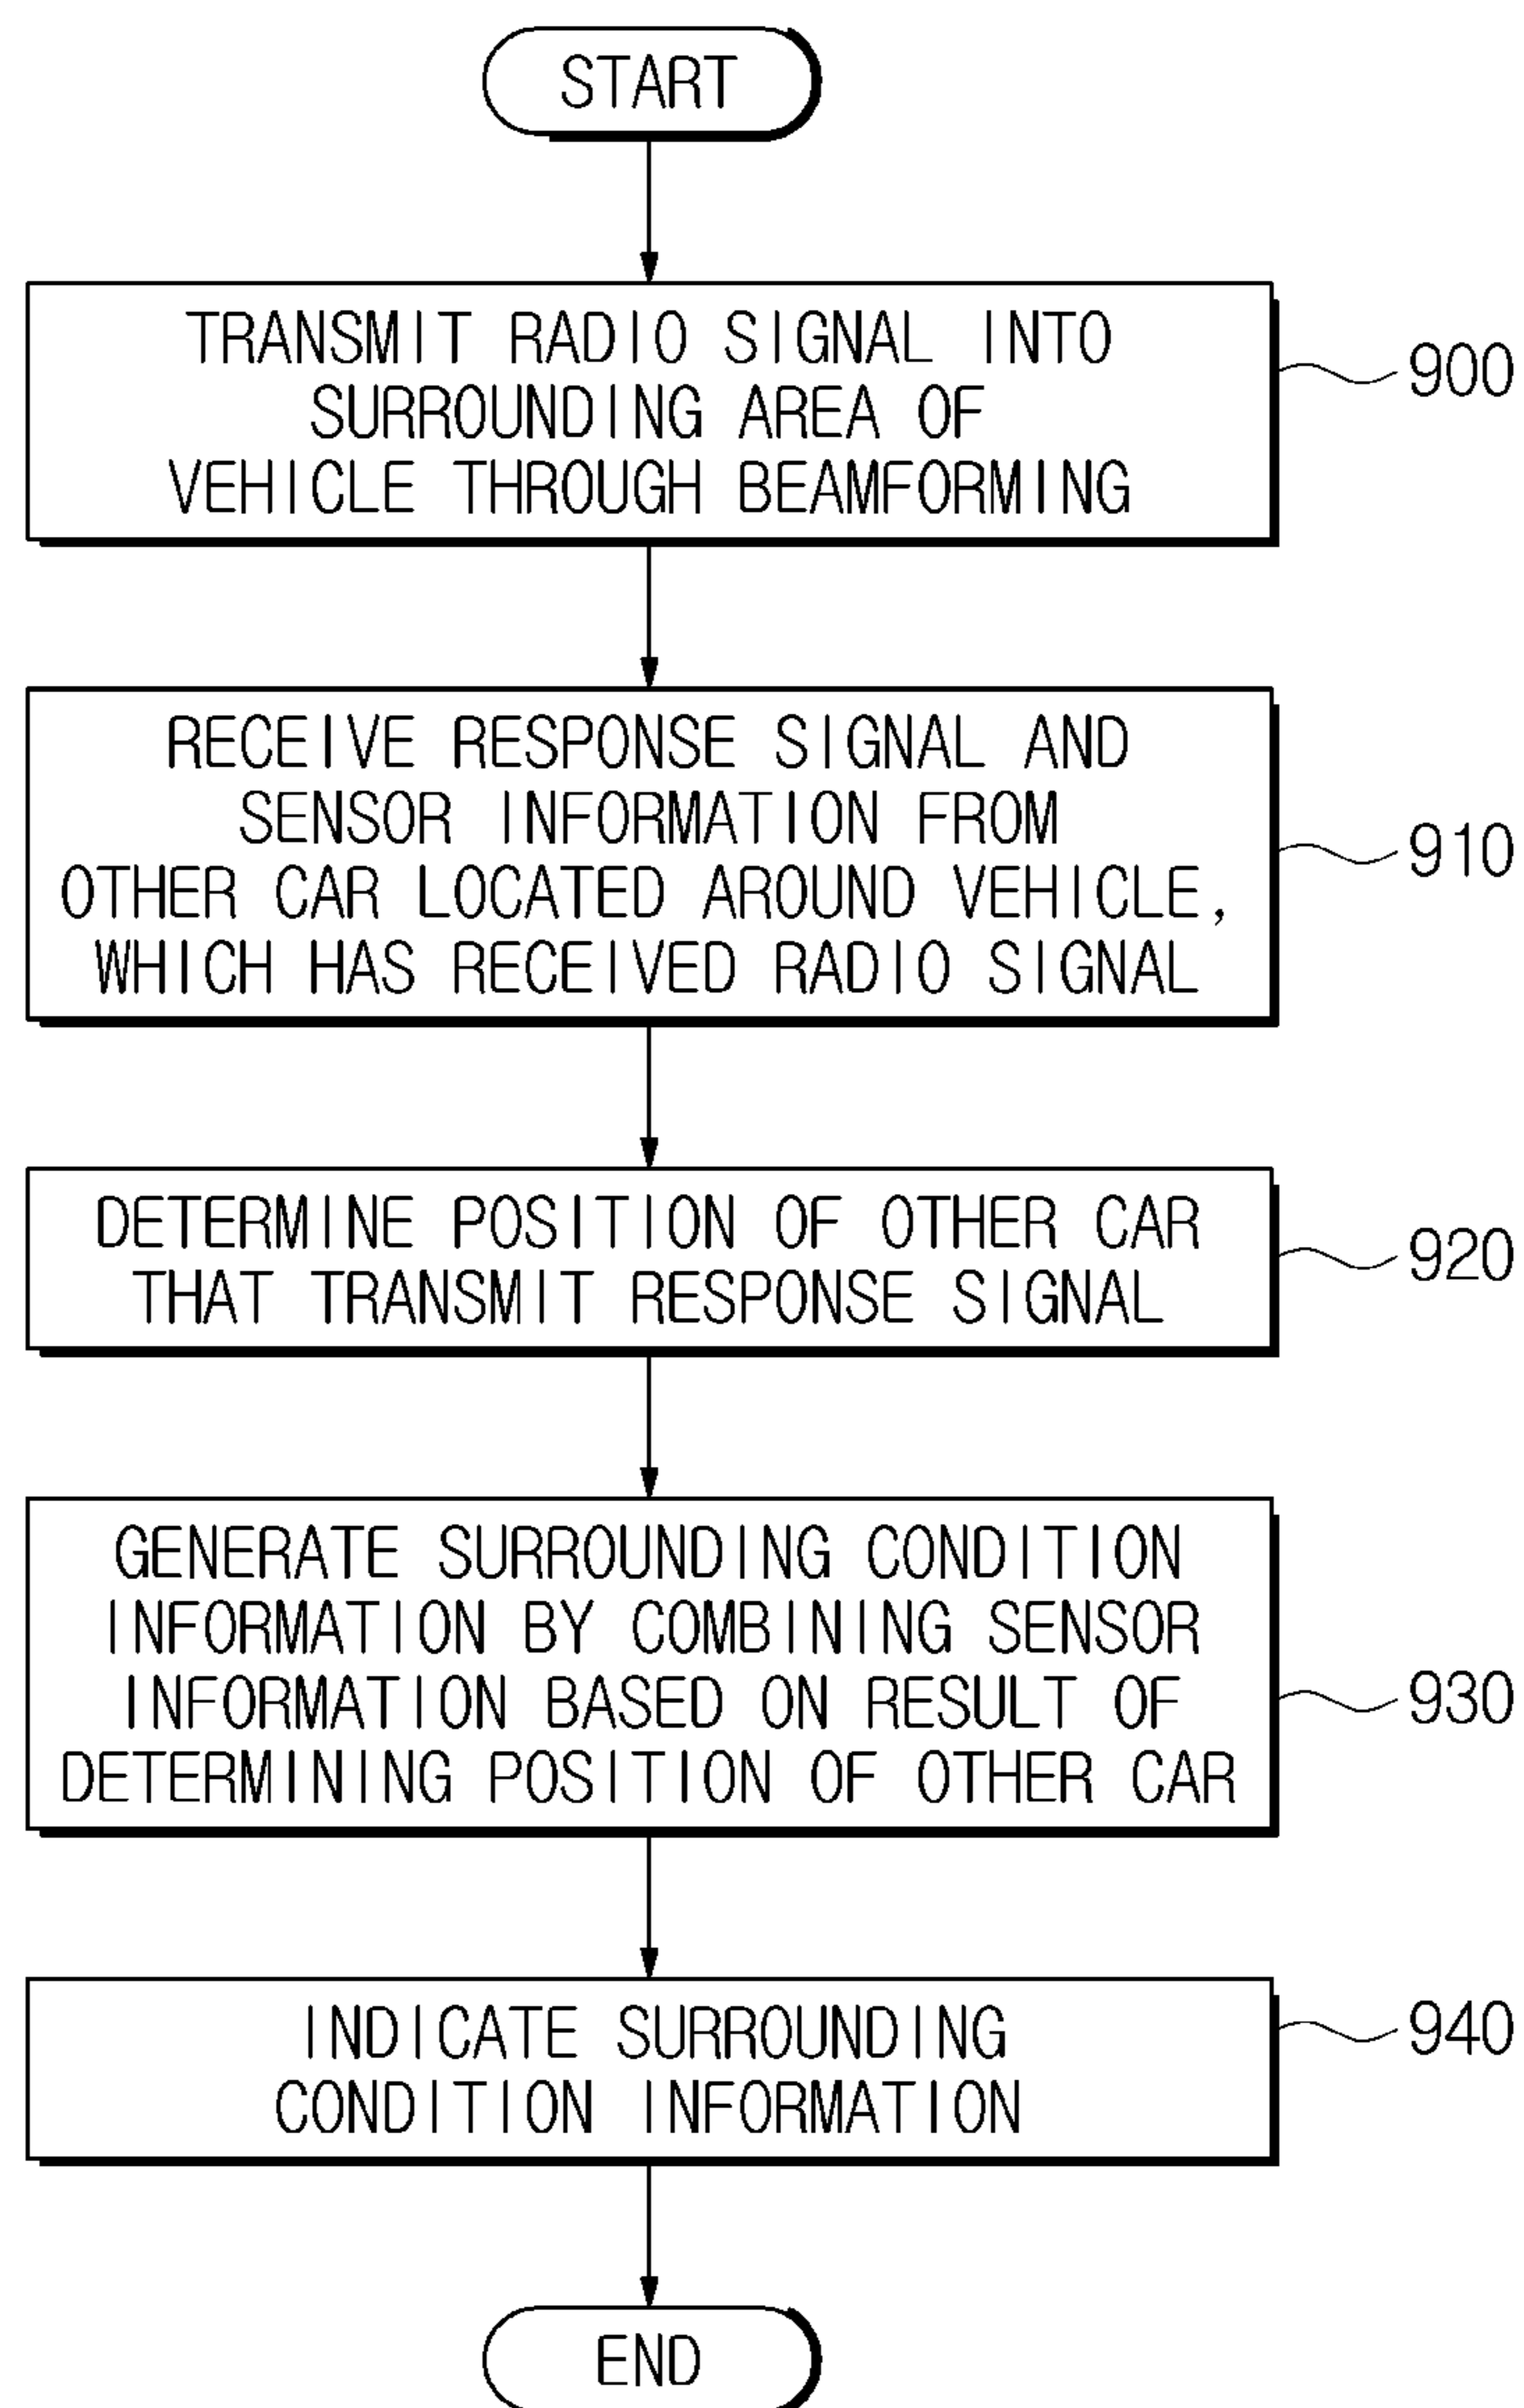 START
TRANSMIT RADIO SIGNAL INTO
SURROUNDING AREA OF
VEHICLE THROUGH BEAMFORMING
900
RECEIVE RESPONSE SIGNAL AND
SENSOR INFORMATION FROM
OTHER CAR LOCATED AROUND VEHICLE,
WHICH HAS RECEIVED RADIO SIGNAL
910
DETERMINE POSITION OF OTHER CAR
THAT TRANSMIT RESPONSE SIGNAL
920
GENERATE SURROUNDING CONDITION
INFORMATION BY COMBINING SENSOR
INFORMATION BASED ON RESULT OF
DETERMINING POSITION OF OTHER CAR
930
INDICATE SURROUNDING
CONDITION INFORMATION
940
END